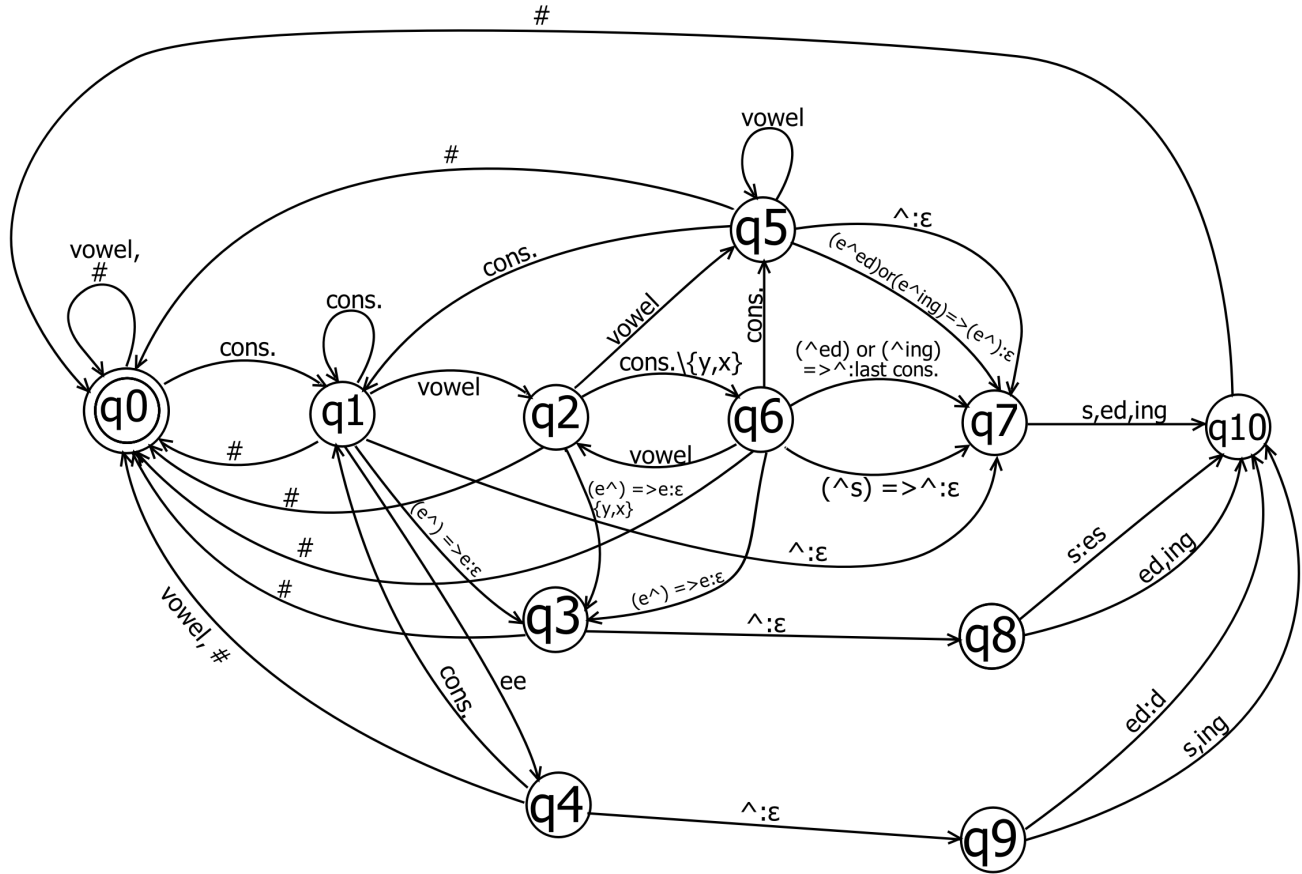 #
vowel
#
^:ε
vowel,
#
q5
(e^ed)or(e^ing)=>(e^):ε
cons.
cons.
cons.
vowel
cons.
(^ed) or (^ing)
=>^:last cons.
cons.\{y,x}
vowel
q0
q1
q2
q6
q7
s,ed,ing
q10
#
vowel
(^s) =>^:ε
#
(e^) =>e:ε
{y,x}
(e^) =>e:ε
#
^:ε
s:es
ed,ing
#
(e^) =>e:ε
q3
^:ε
q8
vowel, #
cons.
ee
ed:d
s,ing
q4
^:ε
q9